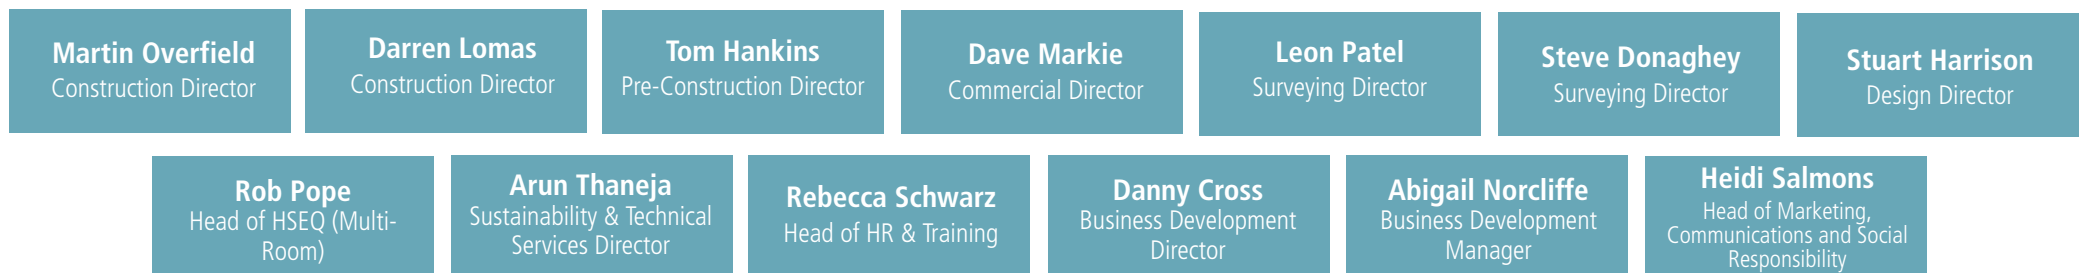 Martin Overfield
Construction Director
Darren Lomas
Construction Director
Tom Hankins
Pre-Construction Director
Dave Markie
Commercial Director
Leon Patel
Surveying Director
Steve Donaghey
Surveying Director
Stuart Harrison
Design Director
Rob Pope
Head of HSEQ (Multi-
Room)
Arun Thaneja
Sustainability & Technical
Services Director
Rebecca Schwarz
Head of HR & Training
Danny Cross
Business Development
Director
Abigail Norcliffe
Business Development
Manager
Heidi Salmons
Head of Marketing,
Communications and Social
Responsibility